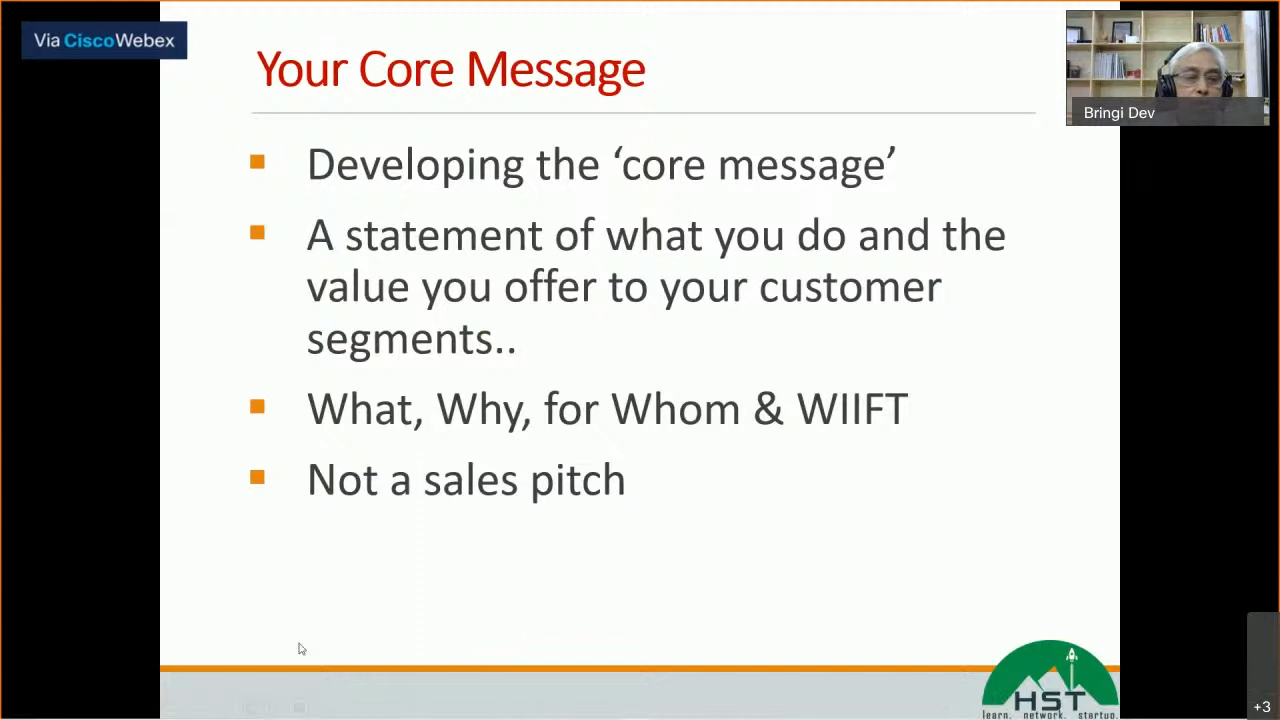 Via CiscoWebex
Your Core Message
Bringi Dev
Developing the ‘core message’
A statement of what you do and the
value you offer to your customer
segments..
What, Why, for Whom & WIIFT
Not a sales pitch
HST
learn. network. startup.
+3